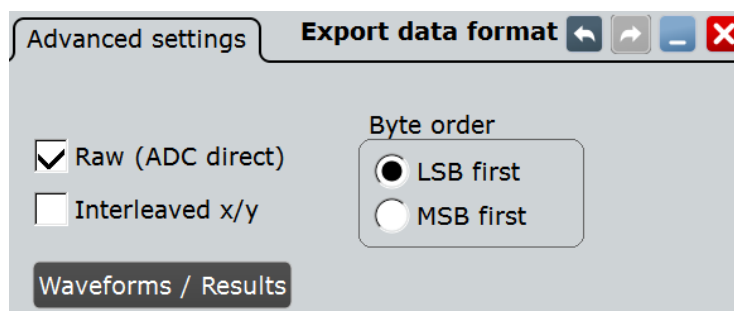 Advanced settings
Export data format
Raw (ADC direct)
Interleaved x/y
Byte order
LSB first
MSB first
Waveforms / Results